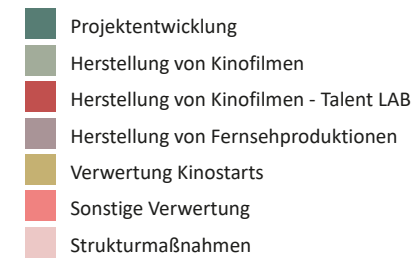 Projektentwicklung
Herstellung von Kinofilmen
Herstellung von Kinofilmen - Talent LAB
Herstellung von Fernsehproduktionen
Verwertung Kinostarts
Sonstige Verwertung
Strukturmaßnahmen